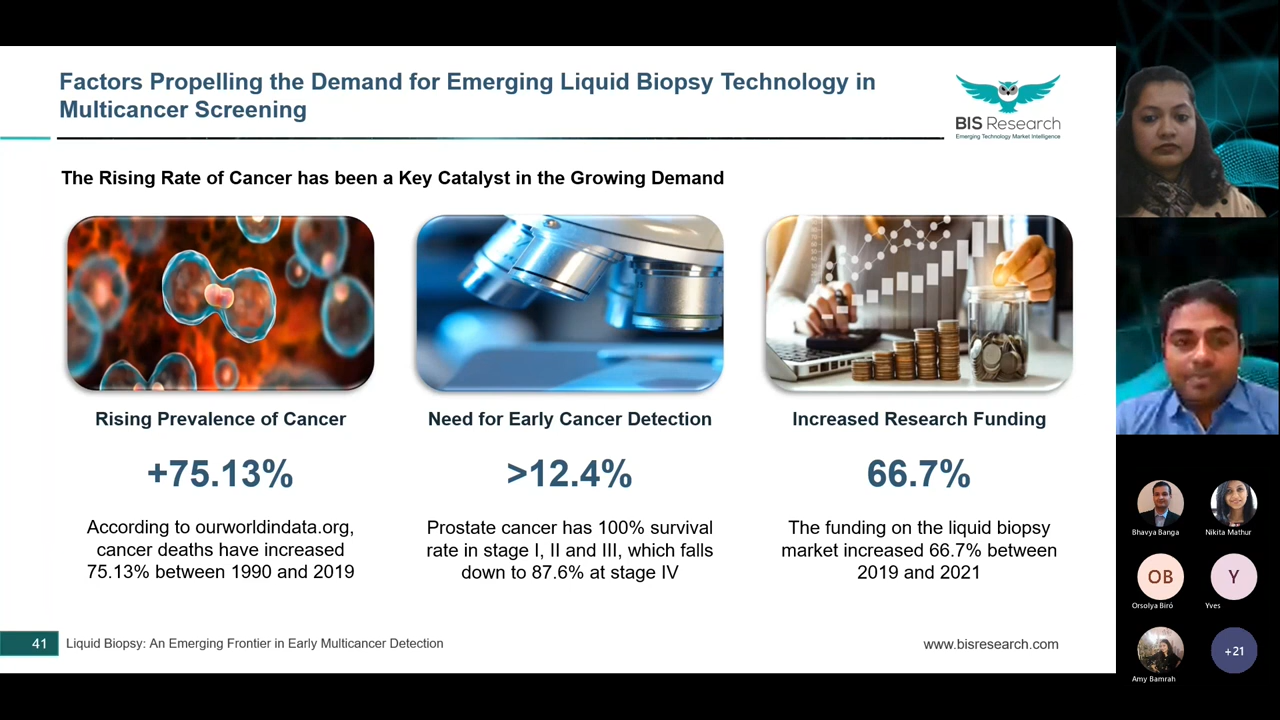 Factors Propelling the Demand for Emerging Liquid Biopsy Technology in
Multicancer Screening
BIS Research
Emerging Technology Market Intelligence
The Rising Rate of Cancer has been a Key Catalyst in the Growing Demand
Rising Prevalence of Cancer
+75.13%
According to ourworldindata.org,
cancer deaths have increased
75.13% between 1990 and 2019
Need for Early Cancer Detection
>12.4%
Prostate cancer has 100% survival
rate in stage I, II and III, which falls
down to 87.6% at stage IV
Increased Research Funding
66.7%
The funding on the liquid biopsy
market increased 66.7% between
2019 and 2021
41
Liquid Biopsy: An Emerging Frontier in Early Multicancer Detection
www.bisresearch.com
Bhavya Banga
Nikita Mathur
OB
Orsolya Biró
Y
Yves
Amy Bamrah
+21